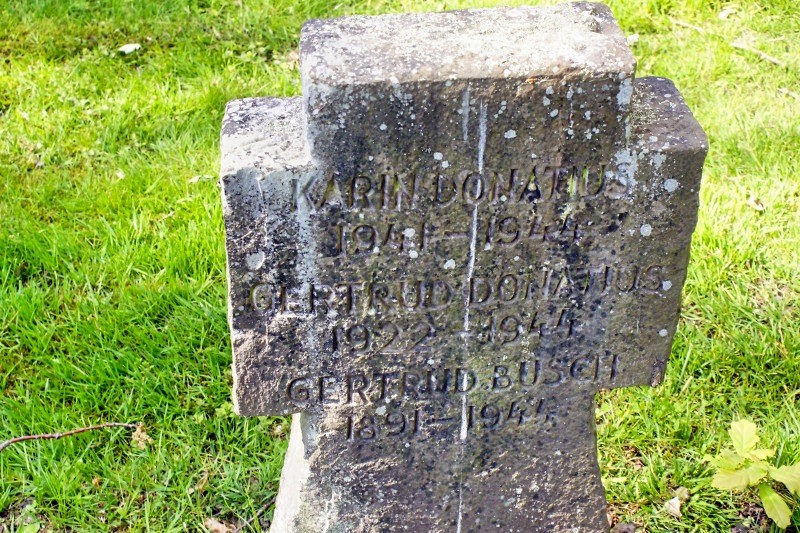 KARIN DONATIUS
1941 – 1944
GERTRUD DONATIUS
1922 – 1944
GERTRUD BUSCH
1891 – 1944